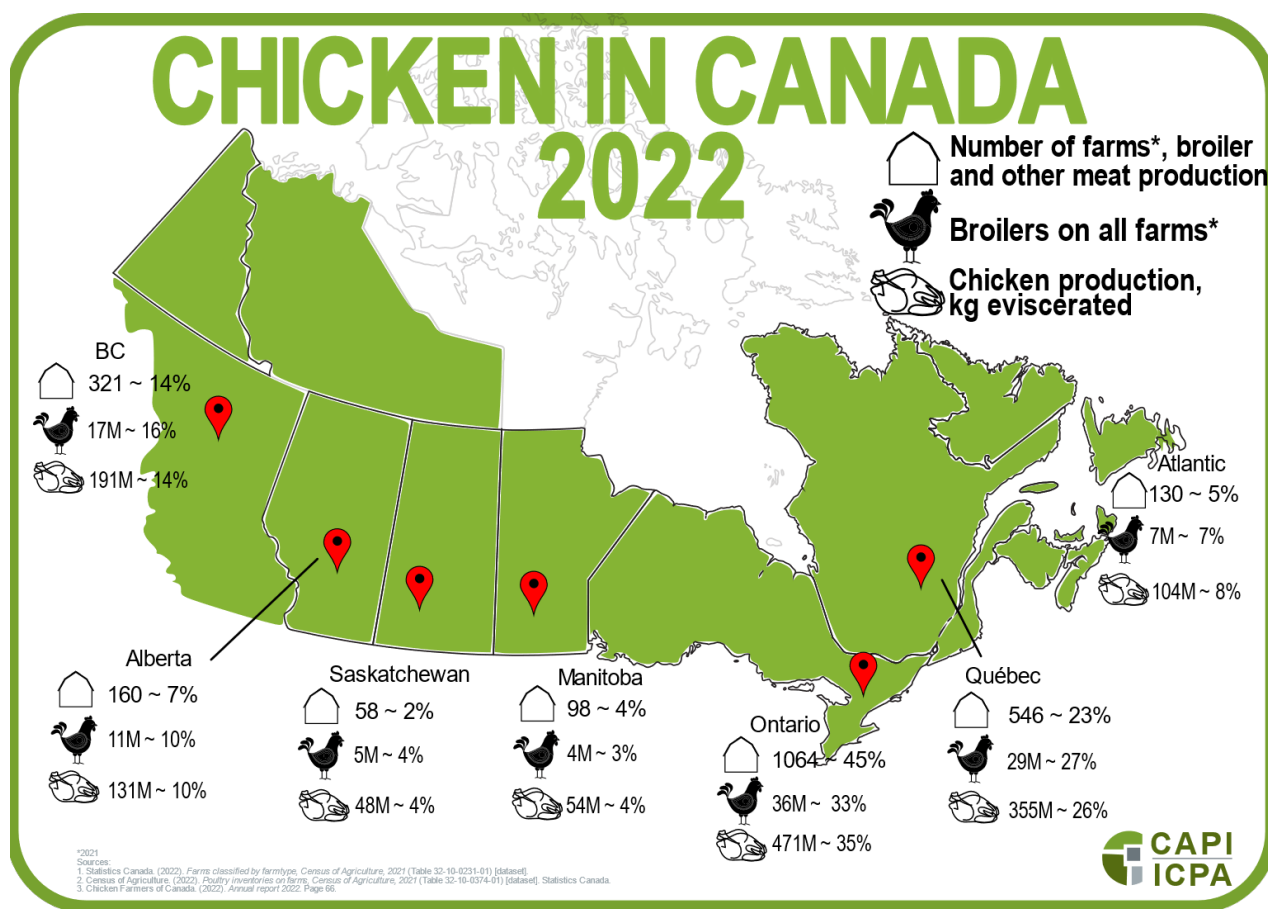 CHICKEN IN CANADA
2022
Number of farms*, broiler
and other meat production
Broilers on all farms*
Chicken production,
kg eviscerated
BC
321 ~ 14%
17M ~ 16%
191M ~ 14%
Atlantic
130 ~ 5%
7M ~ 7%
104M ~ 8%
Alberta
160 ~ 7%
11M ~ 10%
131M ~ 10%
Saskatchewan
58 ~ 2%
5M ~ 4%
48M ~ 4%
Manitoba
98 ~ 4%
4M ~ 3%
54M ~ 4%
Ontario
1064 ~ 45%
36M ~ 33%
471M ~ 35%
Québec
546 ~ 23%
29M ~ 27%
355M ~ 26%
*2021
Sources:
1. Statistics Canada. (2022). Farms classified by farmtype, Census of Agriculture, 2021 (Table 32-10-0231-01) [dataset].
2. Census of Agriculture. (2022). Poultry inventories on farms, Census of Agriculture, 2021 (Table 32-10-0374-01) [dataset]. Statistics Canada.
3. Chicken Farmers of Canada. (2022). Annual report 2022. Page 66.
CAPI
ICPA